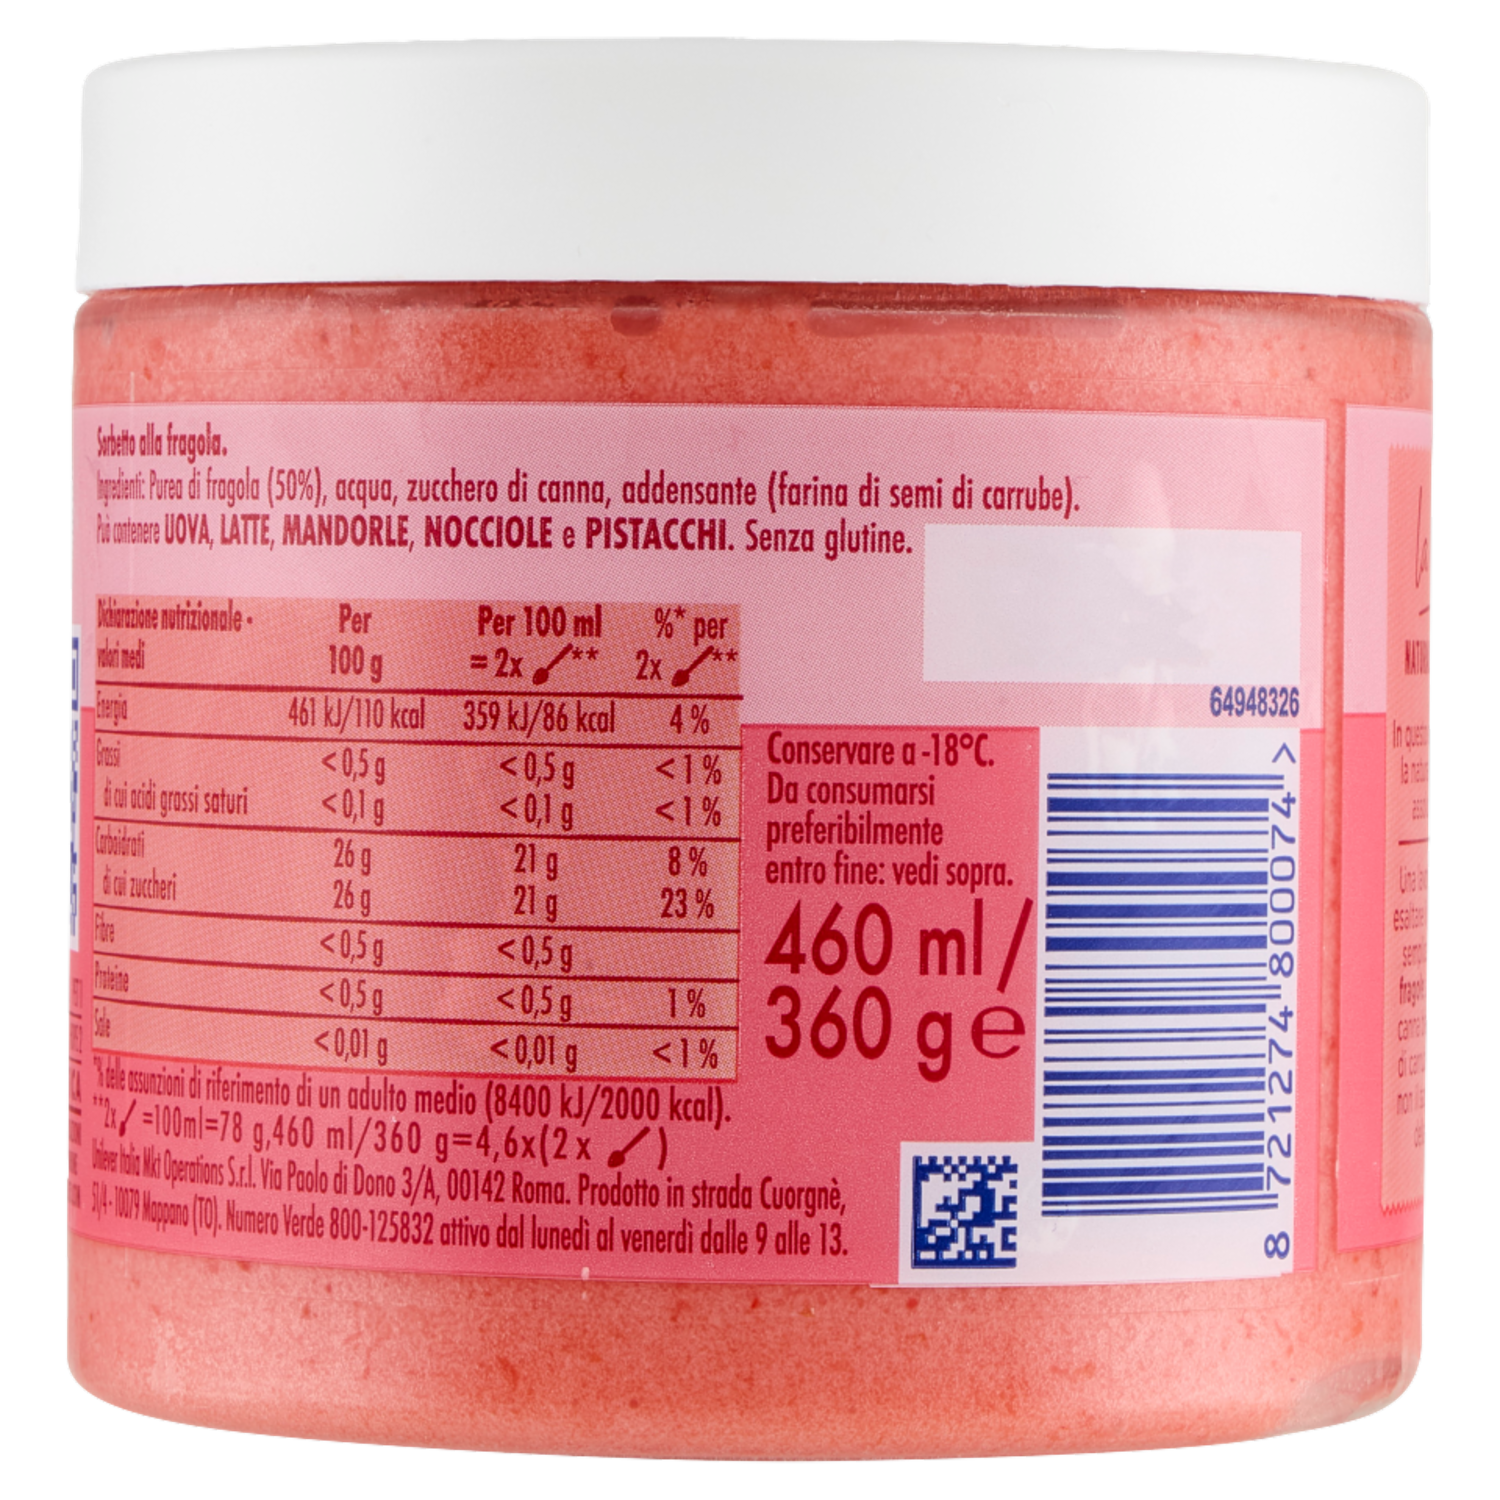 Sorbetto alla fragola.
Ingredienti: Purea di fragola (50%), acqua, zucchero di canna, addensante (farina di semi di carrube).
Può contenere UOVA, LATTE, MANDORLE, NOCCIOLE e PISTACCHI. Senza glutine.
Dichiarazione nutrizionale - valori medi Per 100 g Per 100 ml = 2x ** %* per 2x **
Energia 461 kJ/110 kcal 359 kJ/86 kcal 4 %
Grassi <0,5 g <0,5 g <1 %
di cui acidi grassi saturi <0,1 g <0,1 g <1 %
Carboidrati 26 g 21 g 8 %
di cui zuccheri 26 g 21 g 23 %
Fibre <0,5 g <0,5 g
Proteine <0,5 g <0,5 g 1 %
Sale <0,01 g <0,01 g <1 %
*% delle assunzioni di riferimento di un adulto medio (8400 kJ/2000 kcal).
**2x =100ml=78 g,460 ml/360 g=4,6x(2 x )
Unilever Italia Mkt Operations S.r.l. Via Paolo di Dono 3/A, 00142 Roma. Prodotto in strada Cuorgnè,
51/4 - 10079 Mappano (TO). Numero Verde 800-125832 attivo dal lunedì al venerdì dalle 9 alle 13.
64948326
Conservare a -18°C.
Da consumarsi
preferibilmente
entro fine: vedi sopra.
460 ml/
360 g e
8 721274 800074 >
In
la
fragol